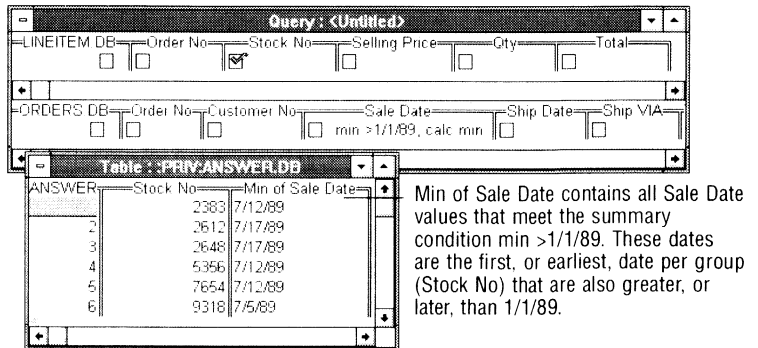 Query : <Untitled>
LINEITEM.DB Order No Stock No Selling Price Qty Total
ORDERS.DB Order No Customer No Sale Date Ship Date Ship VIA
min >1/1/89, calc min
Table : :PRIV:ANSWER.DB
ANSWER Stock No Min of Sale Date
2383 7/12/89
2 2612 7/17/89
3 2648 7/17/89
4 5356 7/12/89
5 7654 7/12/89
6 9318 7/5/89
Min of Sale Date contains all Sale Date
values that meet the summary
condition min >1/1/89. These dates
are the first, or earliest, date per group
(Stock No) that are also greater, or
later, than 1/1/89.